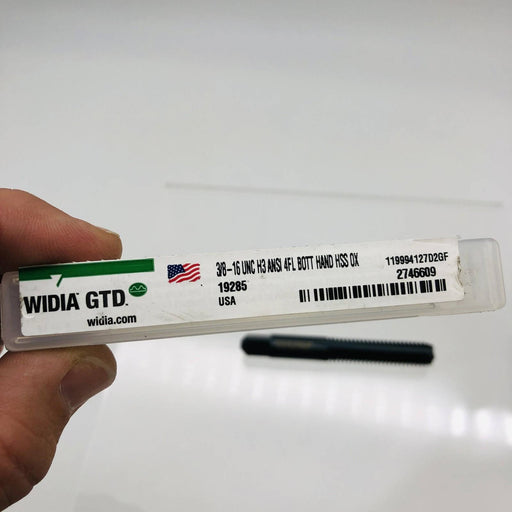 WIDIA GTD.
widia.com
3/8-16 UNC H3 ANSI 4FL BOTT HAND HSS OX
19285
USA
119994127D2GF
2746609